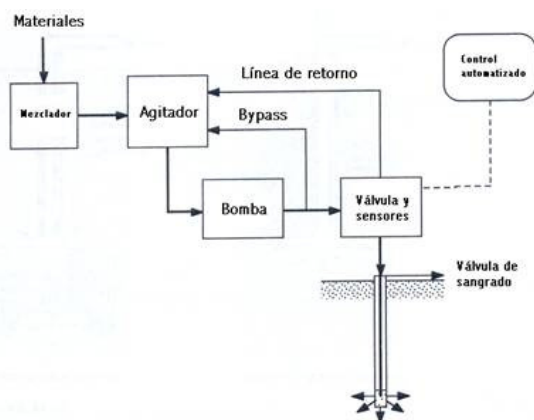 Materiales
Mezclador
Agitador
Línea de retorno
Bypass
Control
automatizado
Bomba
Válvula y
sensores
Válvula de
sangrado